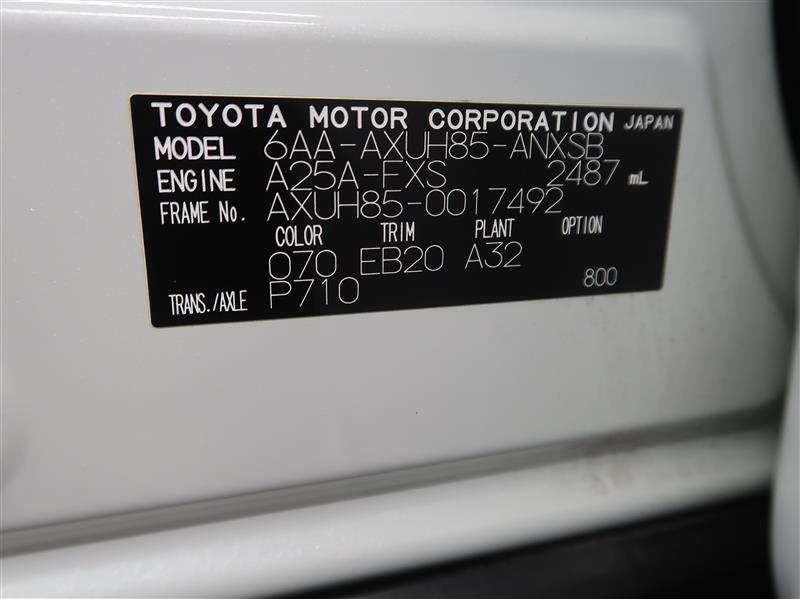 TOYOTA MOTOR CORPORATION JAPAN
MODEL 6AA-AXUH85-ANXSB
ENGINE A25A-FXS 2487 mL
FRAME No. AXUH85-0017492
COLOR TRIM PLANT OPTION
070 EB20 A32
TRANS./AXLE P710 800